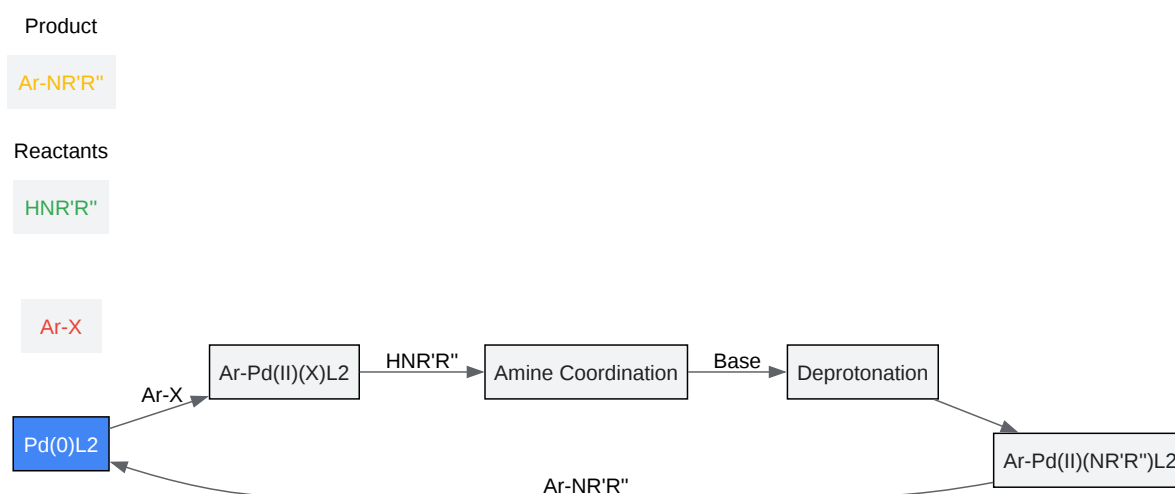 Product
Ar-NR'R"
Reactants
HNR'R"
Ar-X
Ar-Pd(II)(X)L2
HNR'R"
Amine Coordination
Base
Deprotonation
Ar-X
Pd(0)L2
Ar-Pd(II)(NR'R")L2
Ar-NR'R"